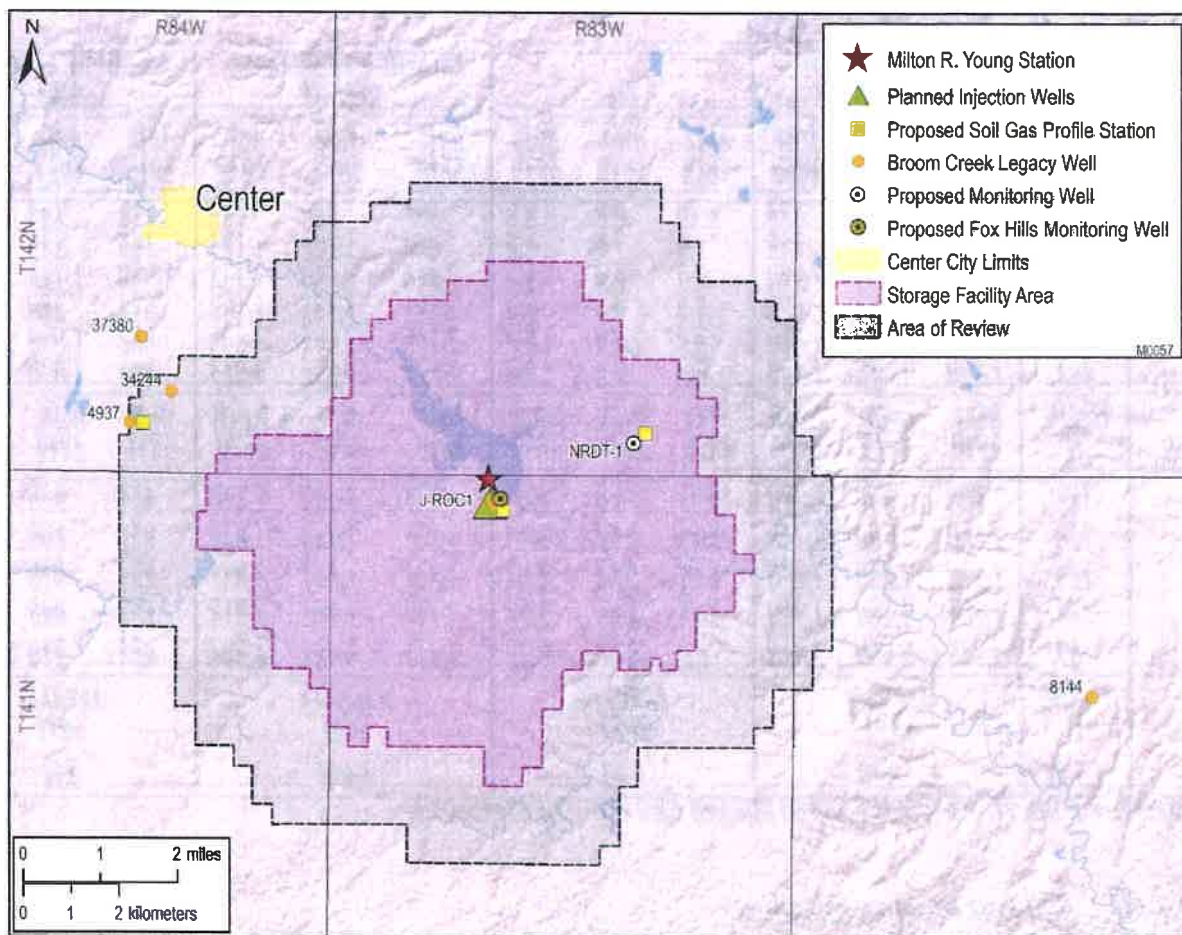 N
R84W
R83W
Milton R. Young Station
Planned Injection Wells
Proposed Soil Gas Profile Station
Broom Creek Legacy Well
Proposed Monitoring Well
Proposed Fox Hills Monitoring Well
Center City Limits
Storage Facility Area
Area of Review
M0057
Center
T142N
37380
34244
4937
NRDT-1
J-ROC1
T141N
8144
0 1 2 miles
0 1 2 kilometers